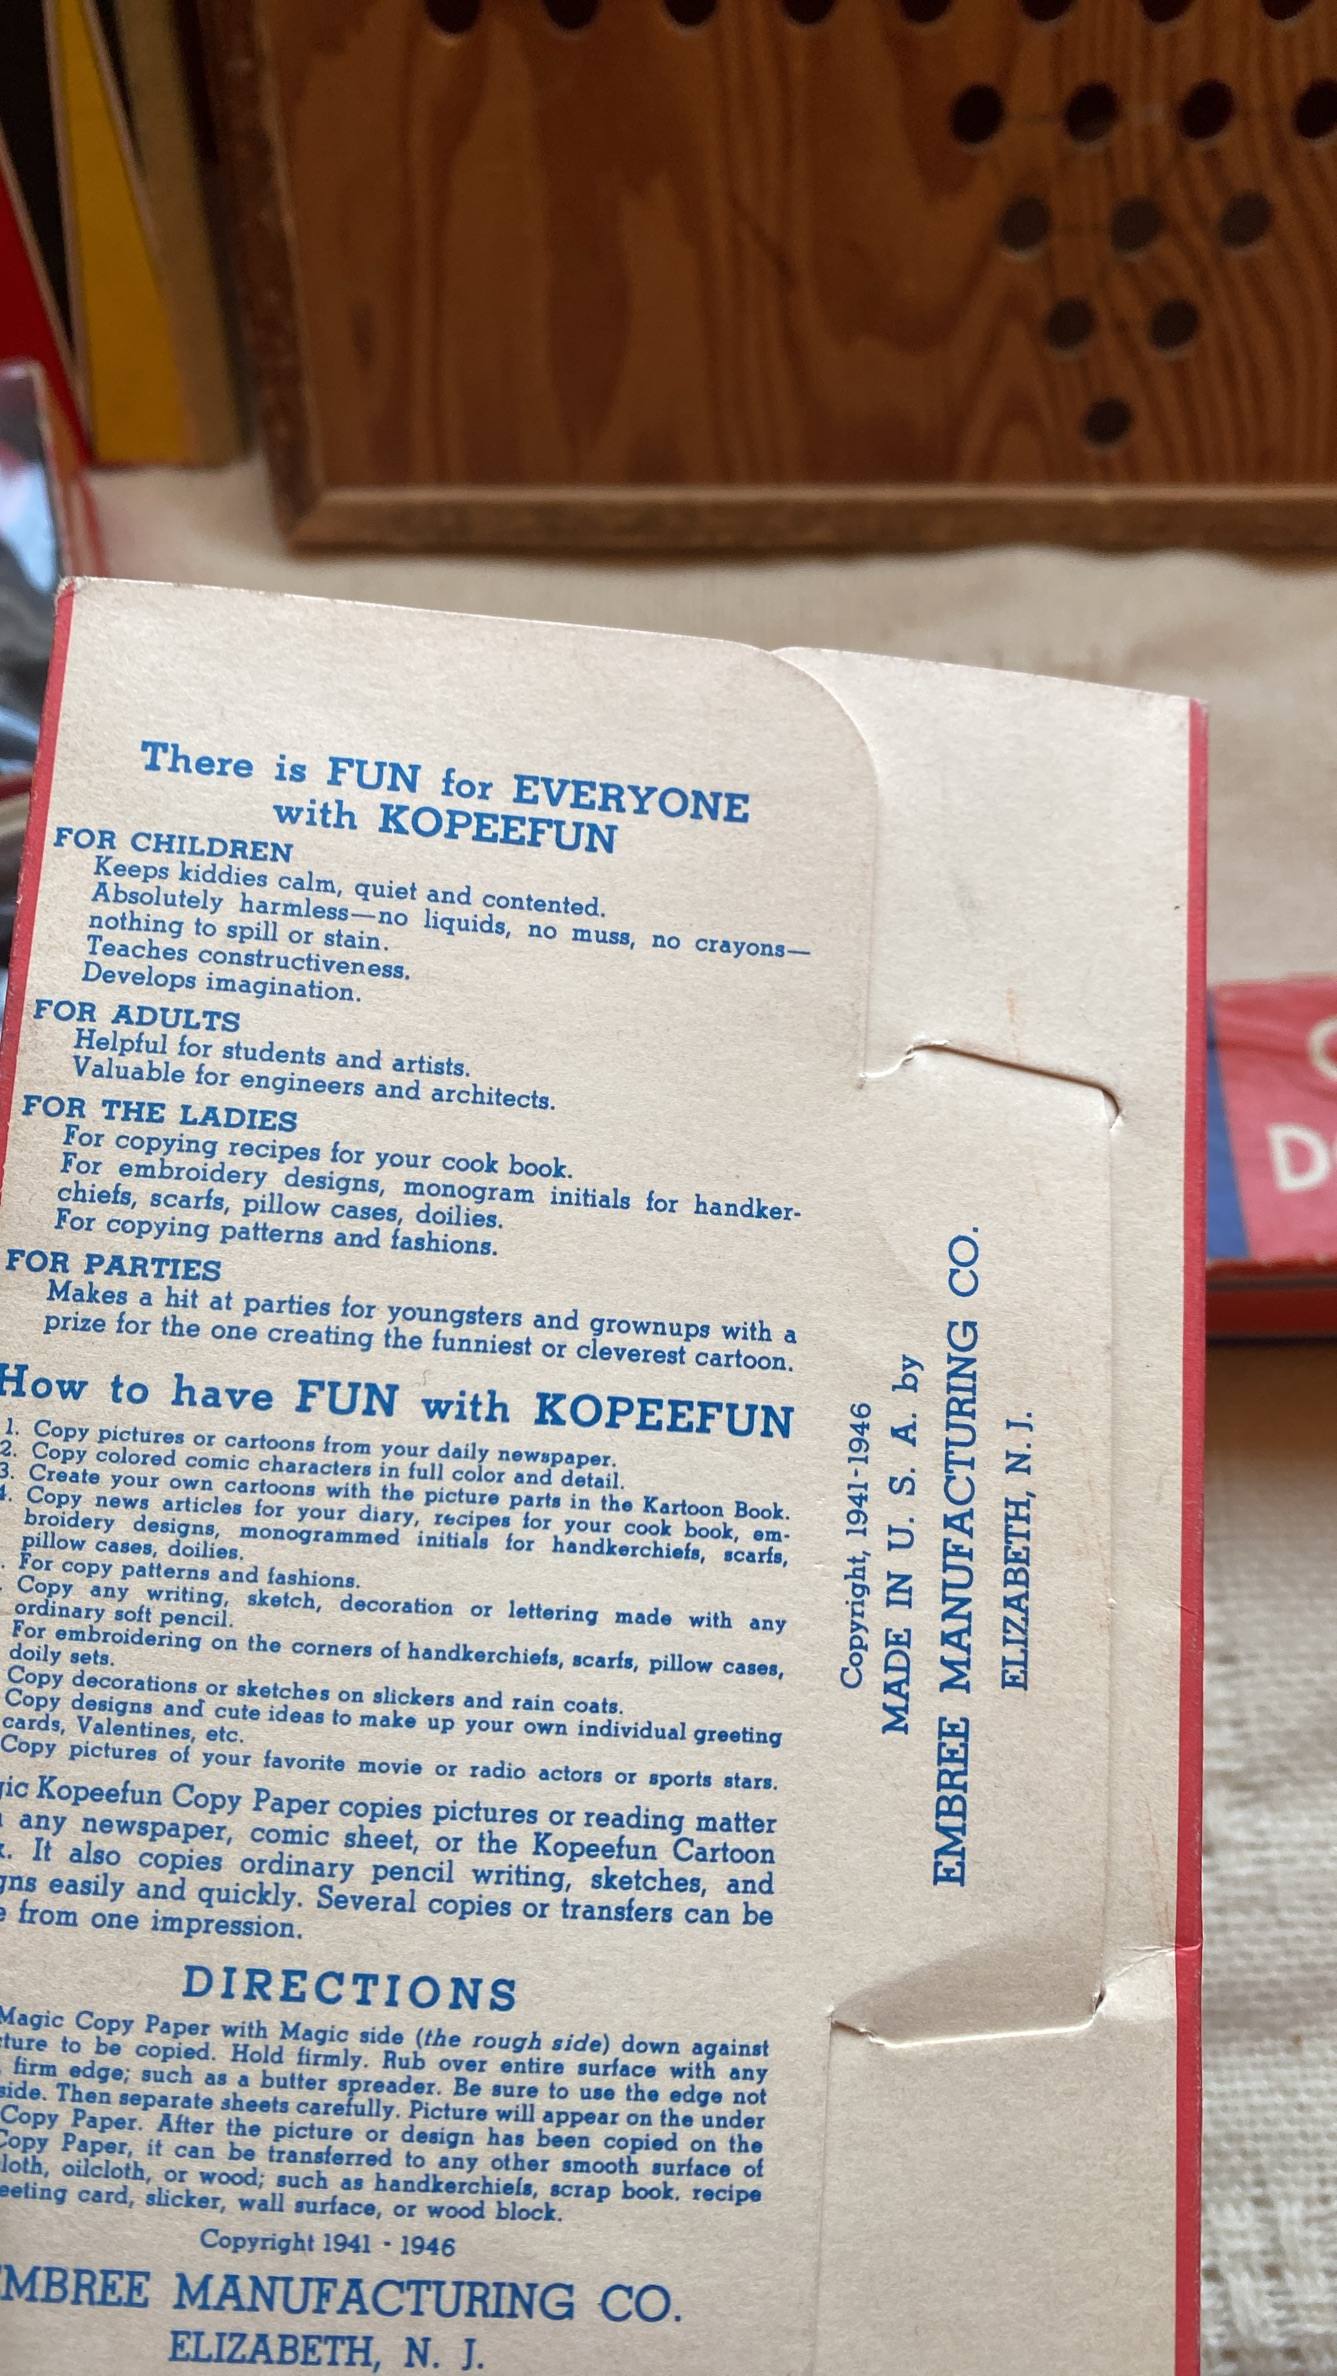 There is FUN for EVERYONE
with KOPEEFUN
FOR CHILDREN
Keeps kiddies calm, quiet and contented.
Absolutely harmless—no liquids, no muss, no crayons—
nothing to spill or stain.
Teaches constructiveness.
Develops imagination.
FOR ADULTS
Helpful for students and artists.
Valuable for engineers and architects.
FOR THE LADIES
For copying recipes for your cook book.
For embroidery designs, monogram initials for handker-
chiefs, scarfs, pillow cases, doilies.
For copying patterns and fashions.
FOR PARTIES
Makes a hit at parties for youngsters and grownups with a
prize for the one creating the funniest or cleverest cartoon.
How to have FUN with KOPEEFUN
1. Copy pictures or cartoons from your daily newspaper.
2. Copy colored comic characters in full color and detail.
3. Create your own cartoons with the picture parts in the Kartoon Book.
4. Copy news articles for your diary, recipes for your cook book, em-
broidery designs, monogrammed initials for handkerchiefs, scarfs,
pillow cases, doilies.
For copy patterns and fashions.
Copy any writing, sketch, decoration or lettering made with any
ordinary soft pencil.
For embroidering on the corners of handkerchiefs, scarfs, pillow cases,
doily sets.
Copy decorations or sketches on slickers and rain coats.
Copy designs and cute ideas to make up your own individual greeting
cards, Valentines, etc.
Copy pictures of your favorite movie or radio actors or sports stars.
Kopeefun Copy Paper copies pictures or reading matter
any newspaper, comic sheet, or the Kopeefun Cartoon
It also copies ordinary pencil writing, sketches, and
easily and quickly. Several copies or transfers can be
from one impression.
DIRECTIONS
Magic Copy Paper with Magic side (the rough side) down against
to be copied. Hold firmly. Rub over entire surface with any
firm edge; such as a butter spreader. Be sure to use the edge not
side. Then separate sheets carefully. Picture will appear on the under
Copy Paper. After the picture or design has been copied on the
Copy Paper, it can be transferred to any other smooth surface of
oilcloth, or wood; such as handkerchiefs, scrap book, recipe
card, slicker, wall surface, or wood block.
Copyright 1941 - 1946
EMBREE MANUFACTURING CO.
ELIZABETH, N. J.
Copyright, 1941-1946
MADE IN U. S. A. by
EMBREE MANUFACTURING CO.
ELIZABETH, N. J.